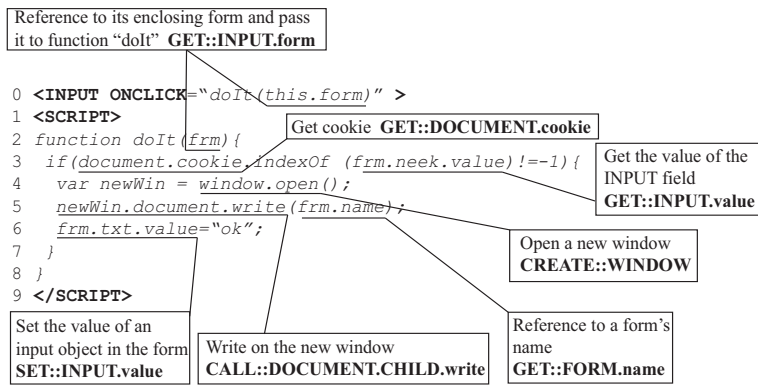 Reference to its enclosing form and pass
it to function “doIt” GET::INPUT.form
0 <INPUT ONCLICK=“doIt(this.form)” >
1 <SCRIPT>
Get cookie GET::DOCUMENT.cookie
2 function doIt(frm){
3 if(document.cookie.indexOf (frm.neek.value)!=-1){
Get the value of the
INPUT field
GET::INPUT.value
4 var newWin = window.open();
5 newWin.document.write(frm.name);
6 frm.txt.value=“ok”;
Open a new window
CREATE::WINDOW
7 }
8 }
9 </SCRIPT>
Set the value of an
input object in the form
SET::INPUT.value
Write on the new window
CALL::DOCUMENT.CHILD.write
Reference to a form’s
name
GET::FORM.name